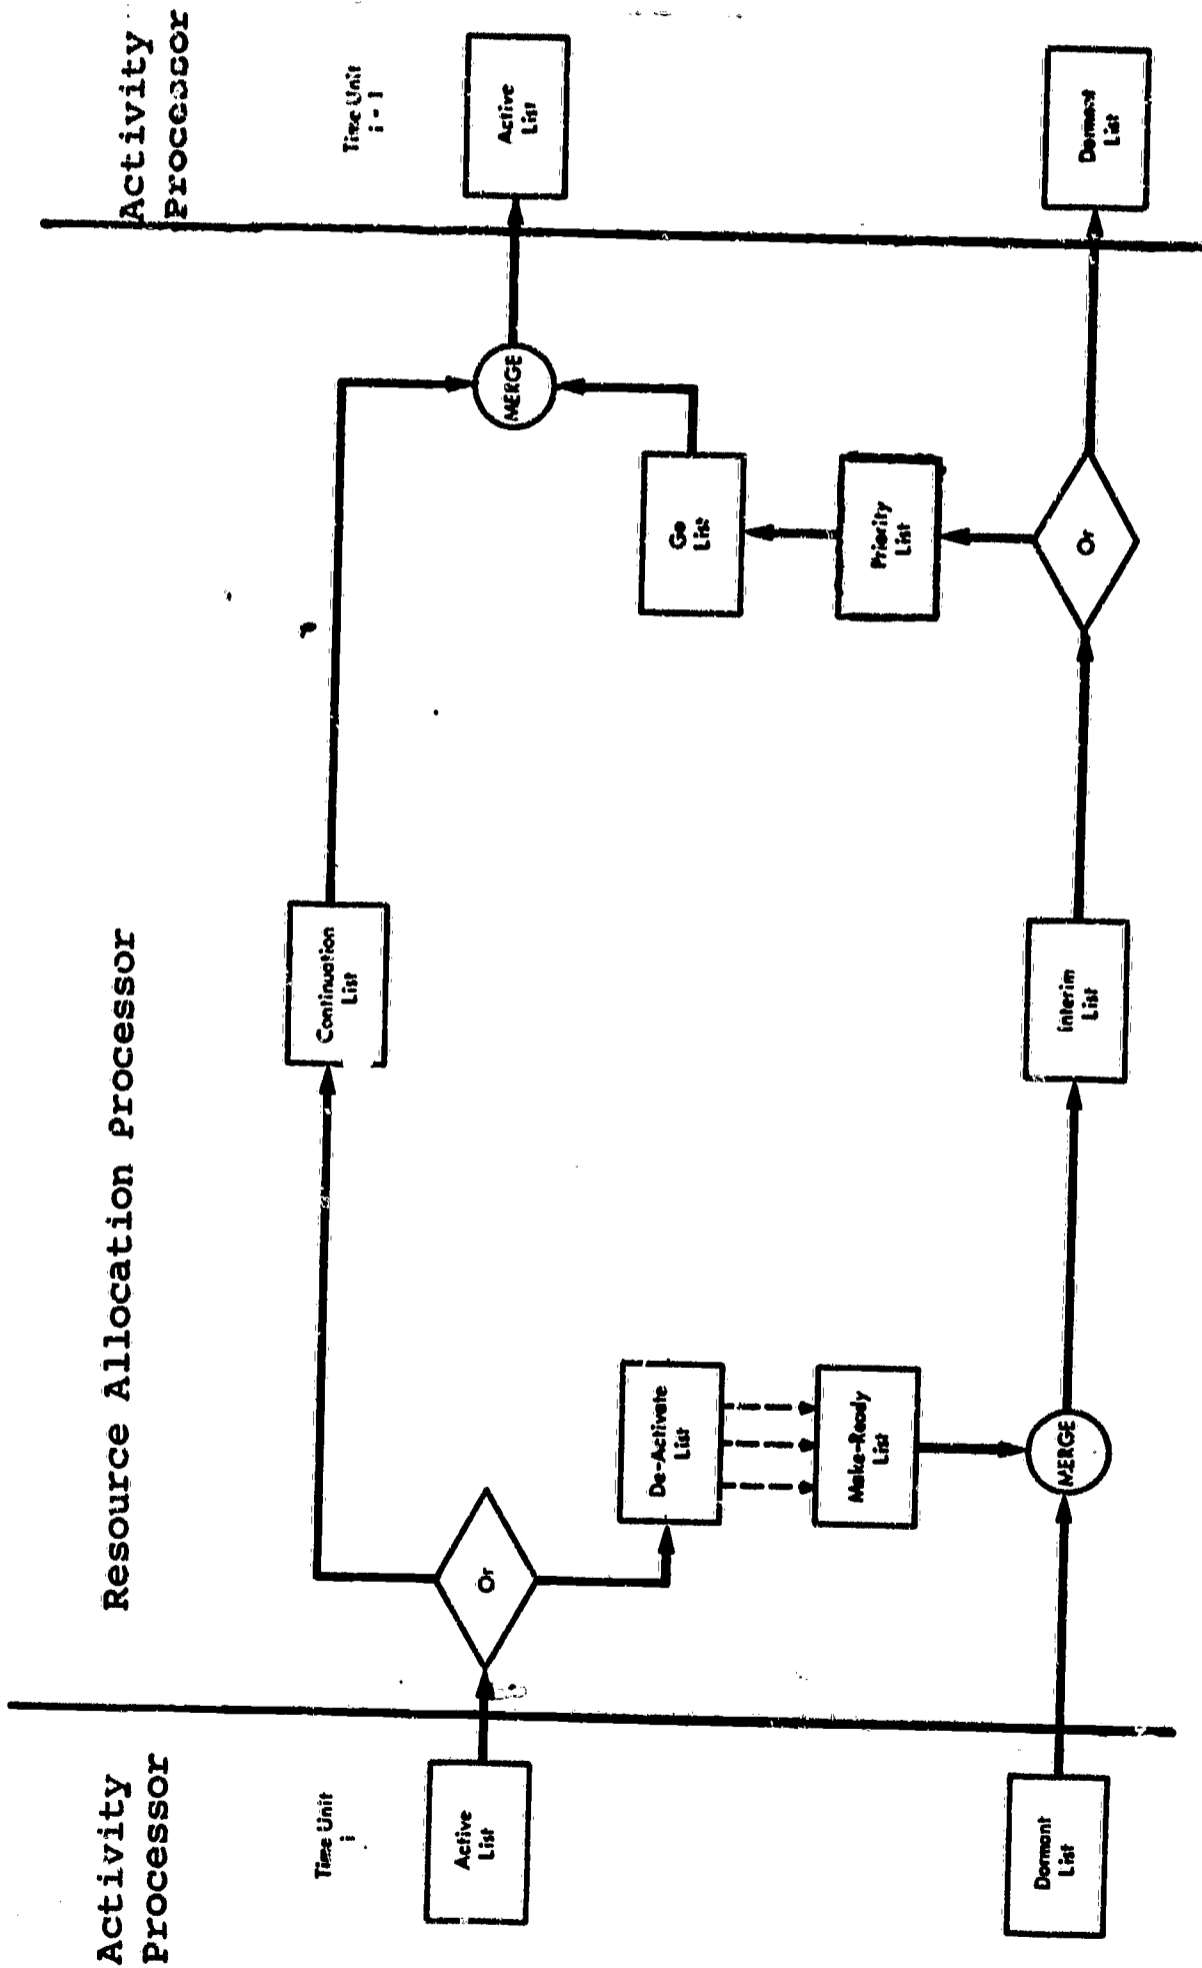 Activity
Processor
Resource Allocation Processor
Activity
Processor
Time Unit
i
Time Unit
i - 1
Continuation
List
Active
List
Or
MERGE
Active
List
De-Activate
List
Go
List
Make-Ready
List
Priority
List
Dormant
List
MERGE
Interim
List
Or
Dormant
List